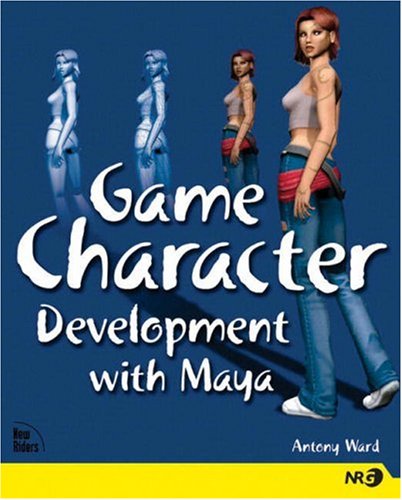 Game
Character
Development
with Maya
New
Riders
Antony Ward
NRG